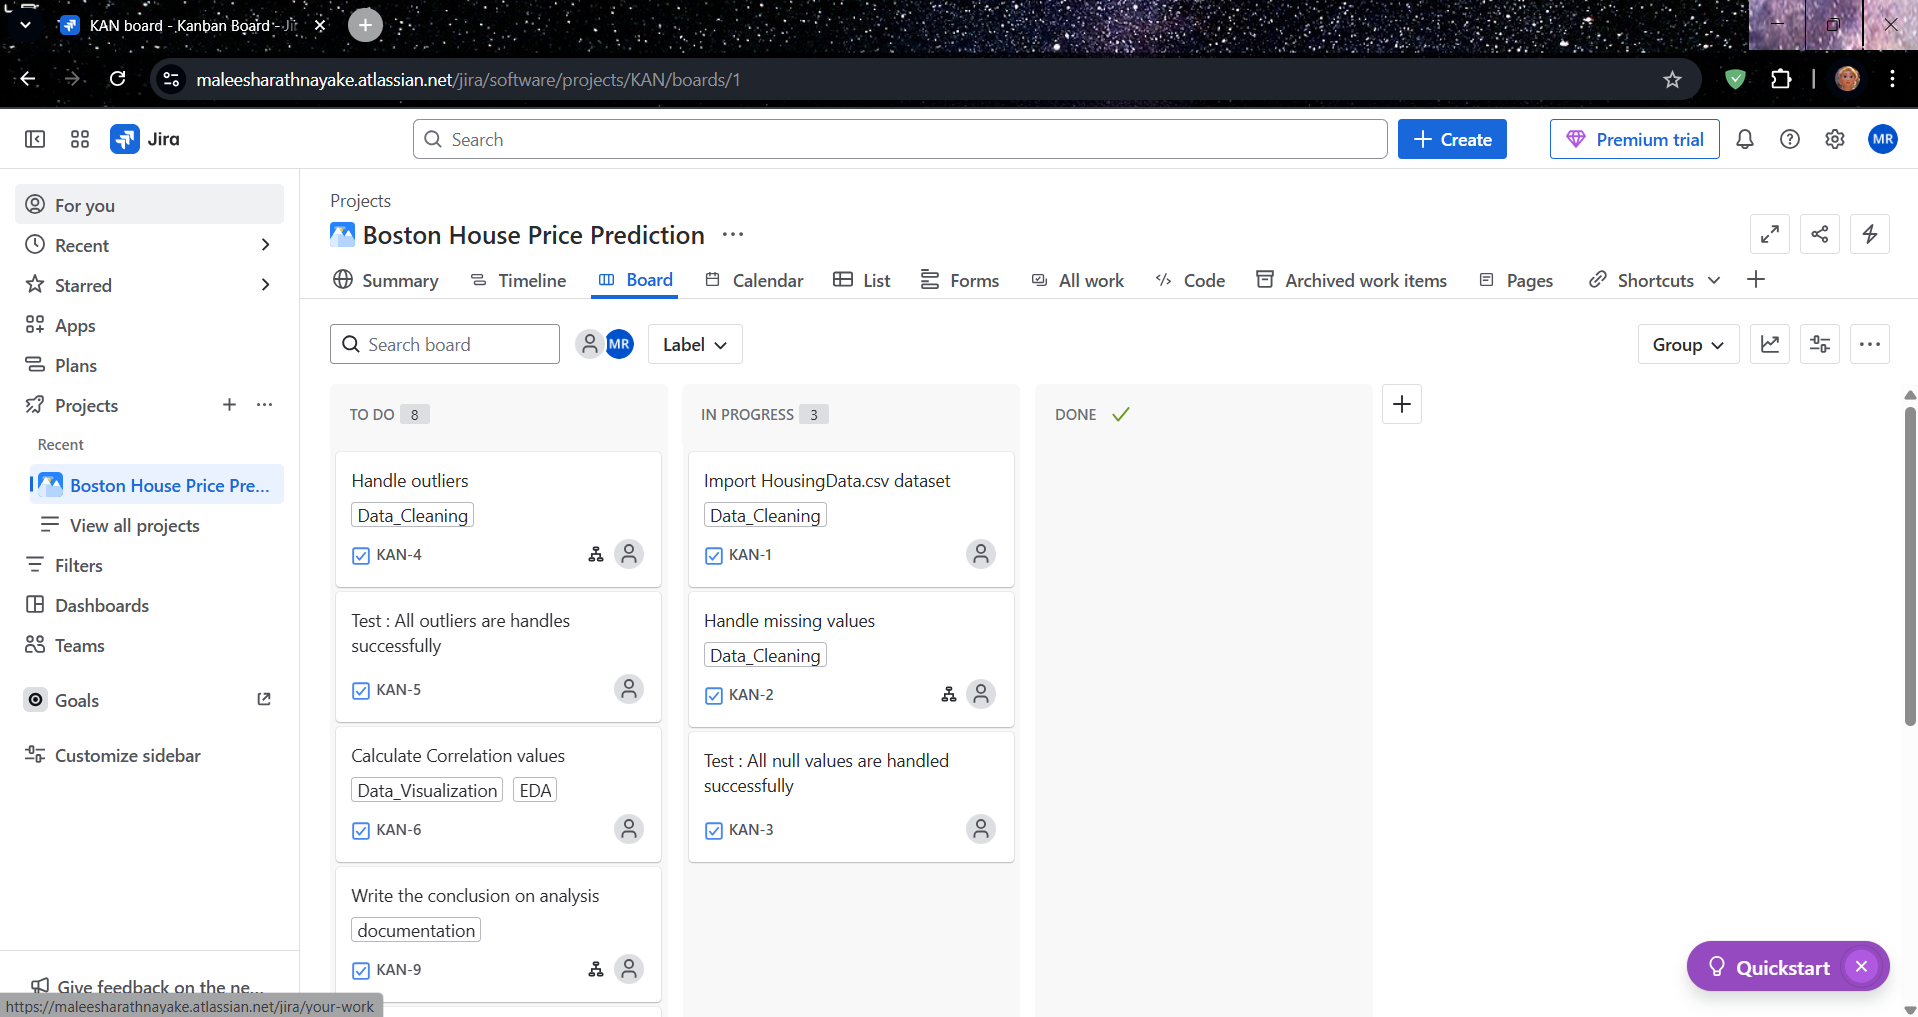 KAN board - Kanban Board - Jir
maleesharathnayake.atlassian.net/jira/software/projects/KAN/boards/1
Jira
Search
Create
Premium trial
MR
For you
Recent
Starred
Apps
Plans
Projects
Recent
Boston House Price Pre...
View all projects
Filters
Dashboards
Teams
Goals
Customize sidebar
Give feedback on the ne...
https://maleesharathnayake.atlassian.net/jira/your-work
Projects
Boston House Price Prediction
Summary
Timeline
Board
Calendar
List
Forms
All work
Code
Archived work items
Pages
Shortcuts
Search board
MR
Label
Group
TO DO 8
Handle outliers
Data_Cleaning
KAN-4
Test : All outliers are handles
successfully
KAN-5
Calculate Correlation values
Data_Visualization EDA
KAN-6
Write the conclusion on analysis
documentation
KAN-9
IN PROGRESS 3
Import HousingData.csv dataset
Data_Cleaning
KAN-1
Handle missing values
Data_Cleaning
KAN-2
Test : All null values are handled
successfully
KAN-3
DONE
Quickstart